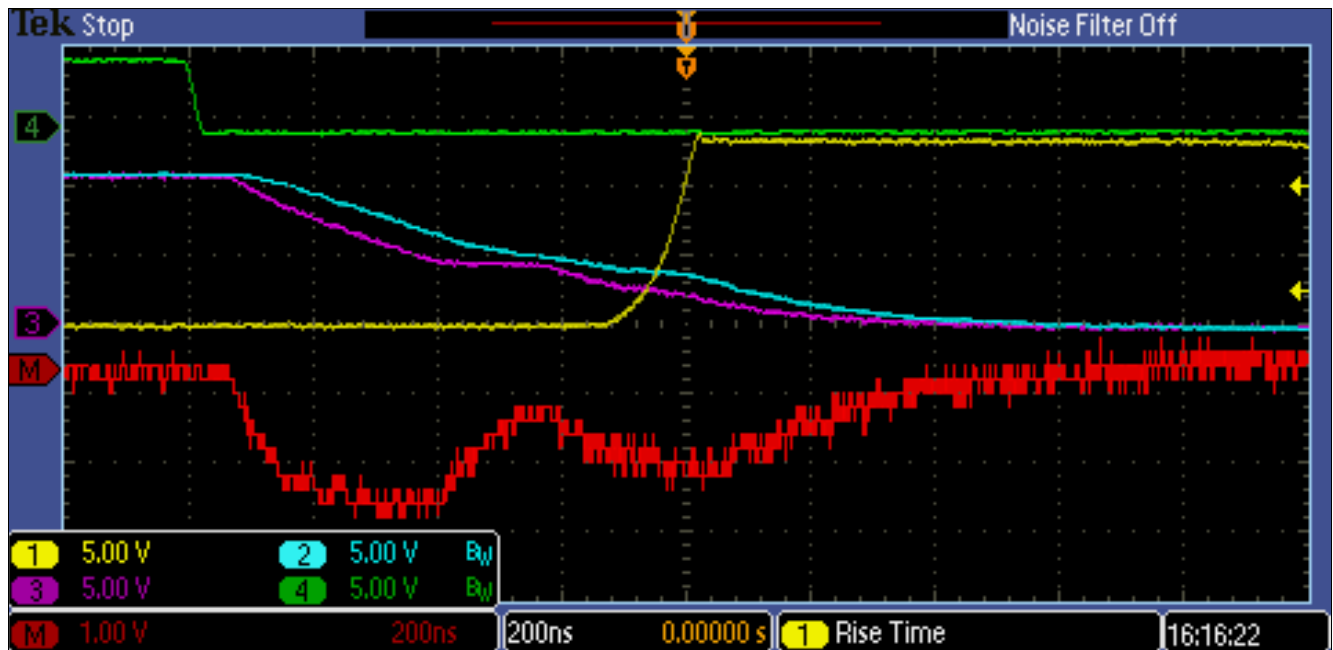 Tek Stop Noise Filter Off
T
T
4
3
M
1 5.00 V 2 5.00 V BW
3 5.00 V 4 5.00 V BW
M 1.00 V 200ns 200ns 0.00000 s 1 Rise Time 16:16:22